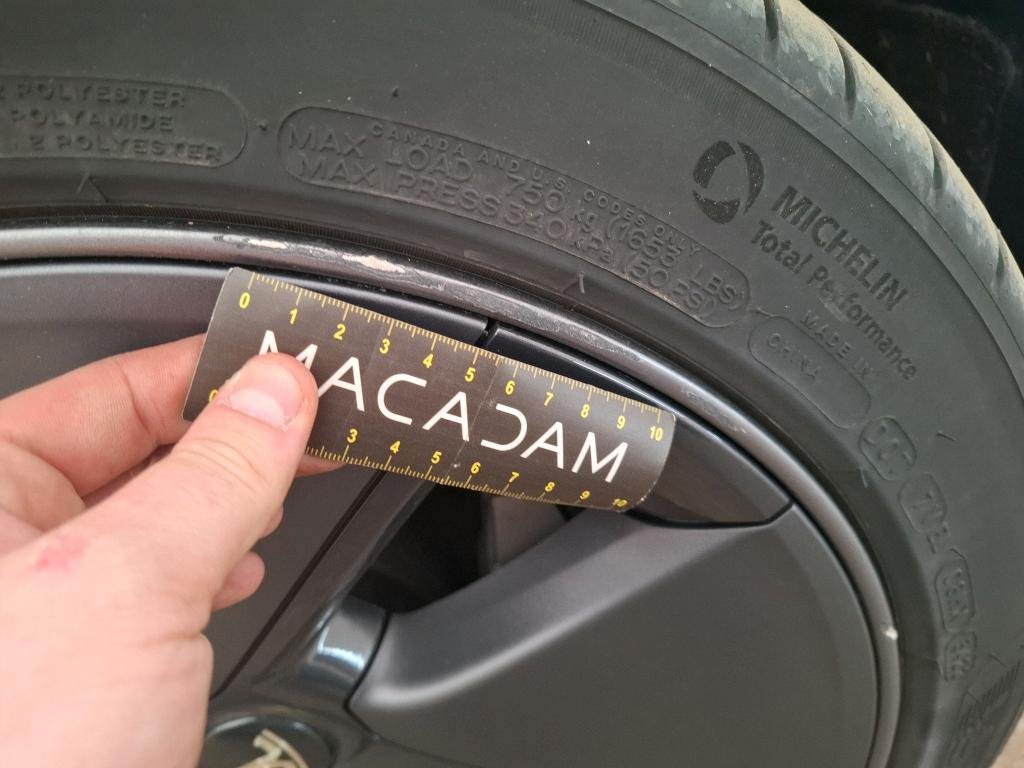 2 POLYESTER
POLYAMIDE
2 POLYESTER
CANADA AND U.S. CODES ONLY
MAX LOAD 750 kg (1653 LBS)
MAX PRESS 340 kPa (50 PSI)
MICHELIN
Total Performance
MADE IN
CHINA
0 1 2 3 4 5 6 7 8 9 10
MACADAM
0 3 4 5 6 7 8 9 10